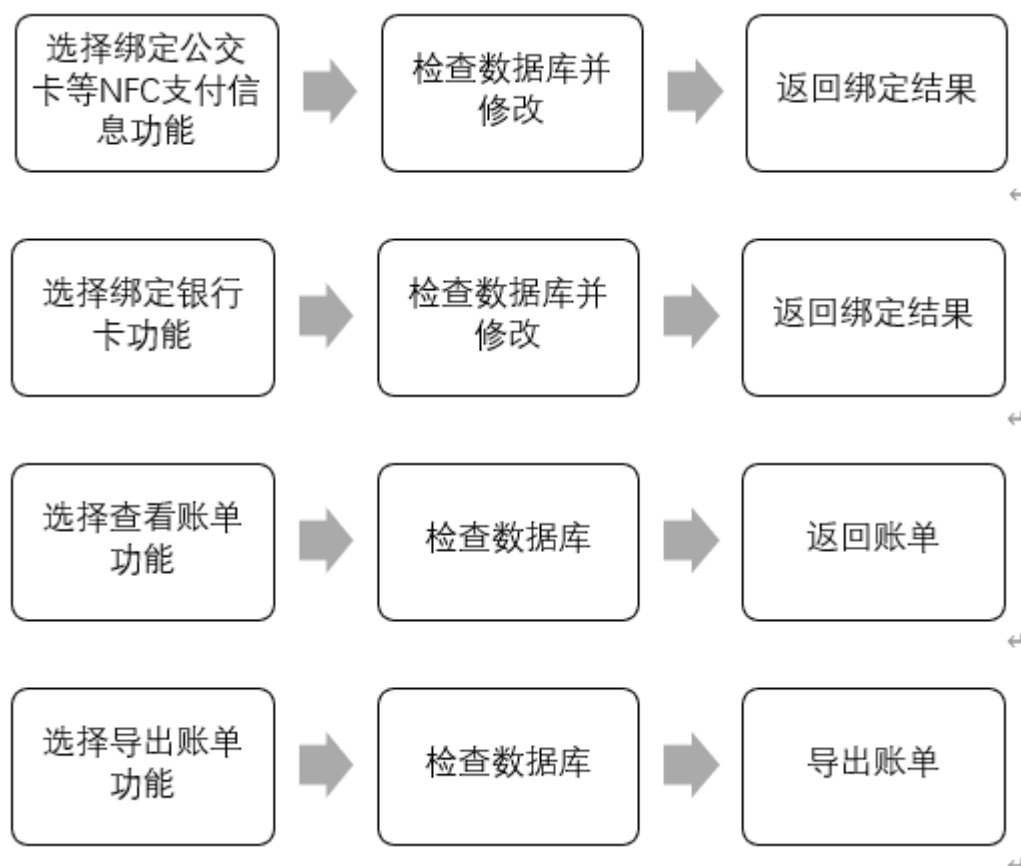 选择绑定公交
卡等NFC支付信
息功能
检查数据库并
修改
返回绑定结果
选择绑定银行
卡功能
检查数据库并
修改
返回绑定结果
选择查看账单
功能
检查数据库
返回账单
选择导出账单
功能
检查数据库
导出账单